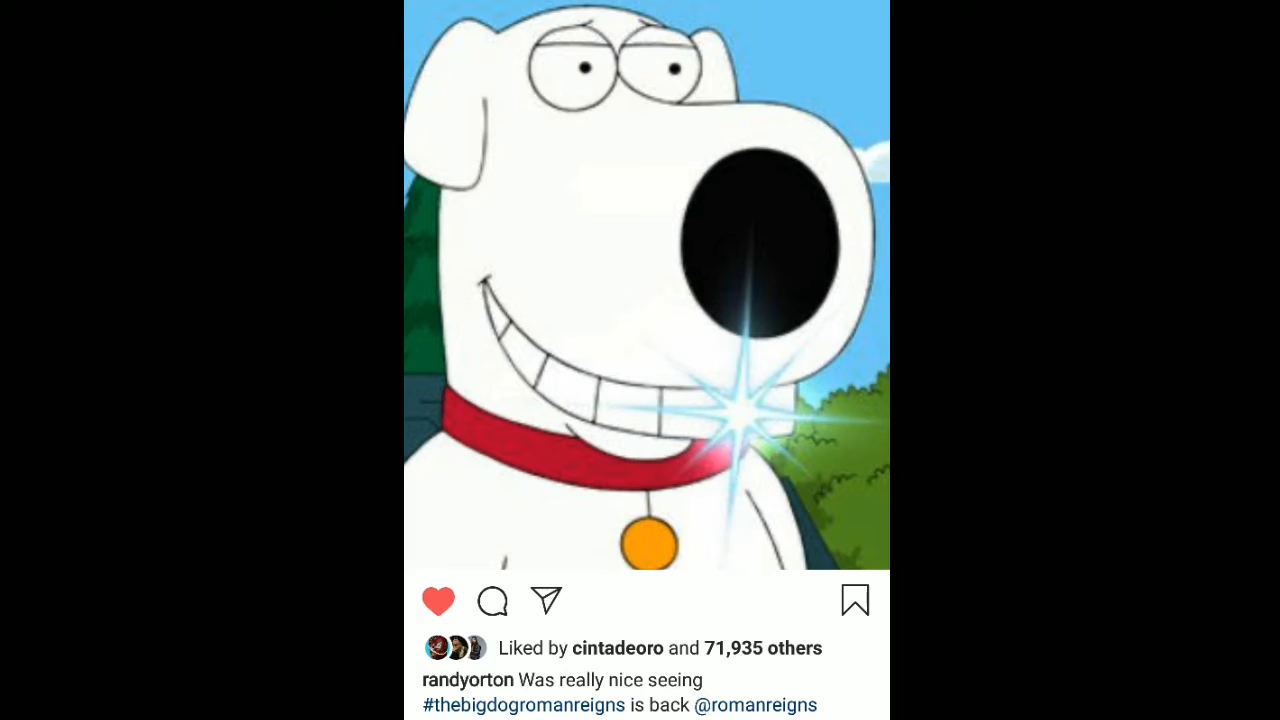 Liked by cintadeoro and 71,935 others
randyorton Was really nice seeing
#thebigdogromanreigns is back @romanreigns